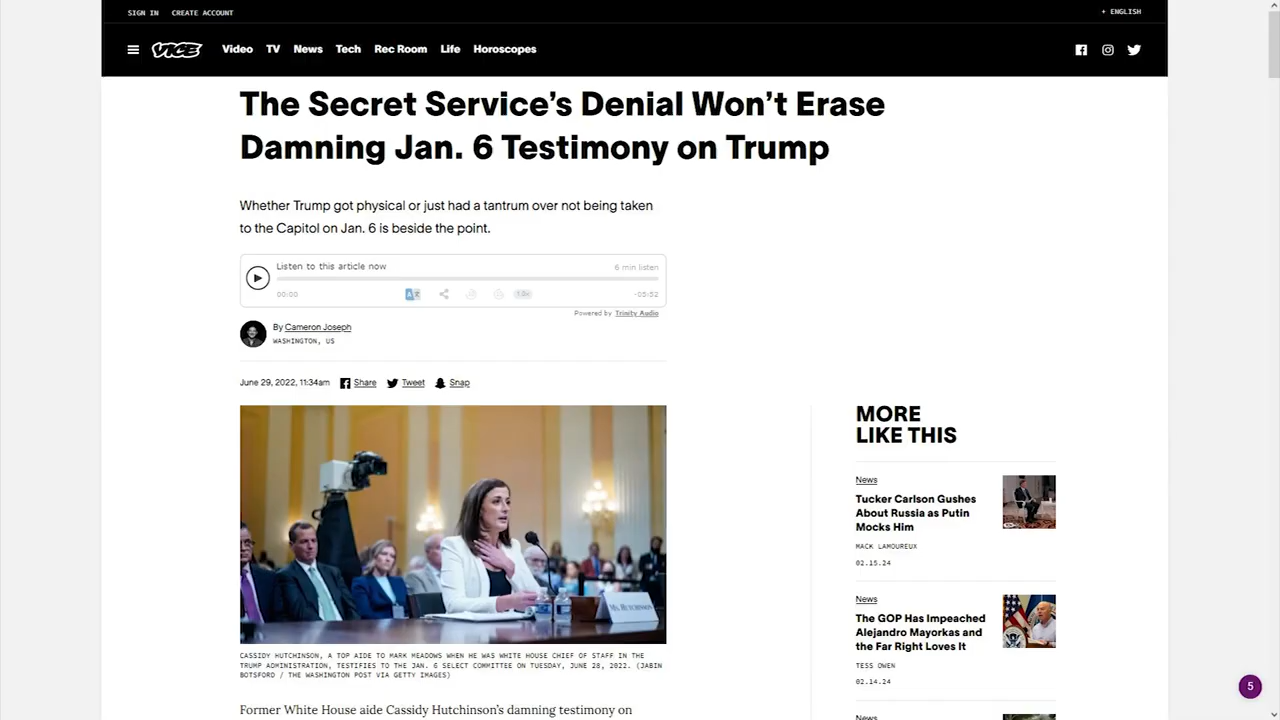 SIGN IN CREATE ACCOUNT
+ ENGLISH
VICE Video TV News Tech Rec Room Life Horoscopes
The Secret Service’s Denial Won’t Erase
Damning Jan. 6 Testimony on Trump
Whether Trump got physical or just had a tantrum over not being taken
to the Capitol on Jan. 6 is beside the point.
Listen to this article now
6 min listen
00:00
1.0x
-05:52
Powered by Trinity Audio
By Cameron Joseph
WASHINGTON, US
June 29, 2022, 11:34am Share Tweet Snap
MS. HUTCHINSON
CASSIDY HUTCHINSON, A TOP AIDE TO MARK MEADOWS WHEN HE WAS WHITE HOUSE CHIEF OF STAFF IN THE
TRUMP ADMINISTRATION, TESTIFIES TO THE JAN. 6 SELECT COMMITTEE ON TUESDAY, JUNE 28, 2022. (JABIN
BOTSFORD / THE WASHINGTON POST VIA GETTY IMAGES)
Former White House aide Cassidy Hutchinson’s damning testimony on
MORE
LIKE THIS
News
Tucker Carlson Gushes
About Russia as Putin
Mocks Him
MACK LAMOUREUX
02.15.24
News
The GOP Has Impeached
Alejandro Mayorkas and
the Far Right Loves It
TESS OWEN
02.14.24
News
5